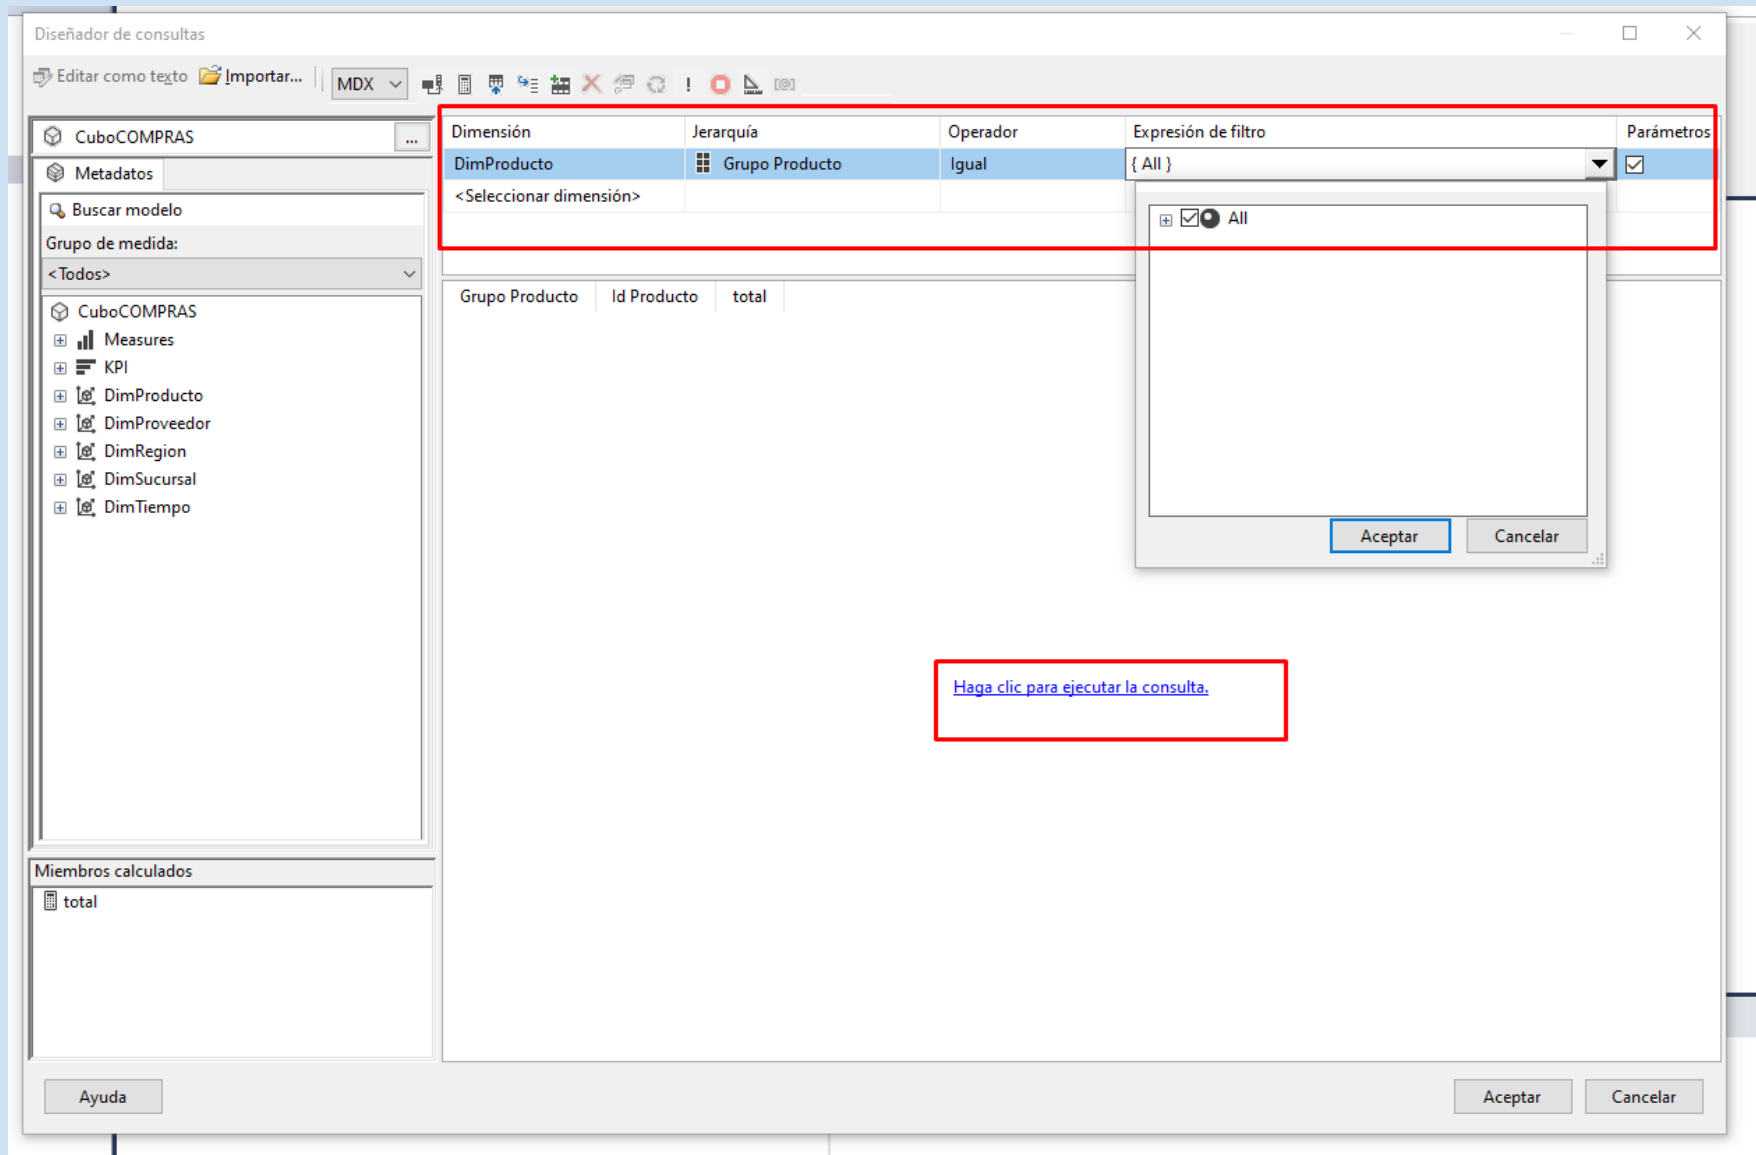 Diseñador de consultas
Editar como texto Importar... MDX
CuboCOMPRAS ...
Metadatos
Buscar modelo
Grupo de medida:
<Todos>
CuboCOMPRAS
Measures
KPI
DimProducto
DimProveedor
DimRegion
DimSucursal
DimTiempo
Miembros calculados
total
Dimensión Jerarquía Operador Expresión de filtro Parámetros
DimProducto Grupo Producto Igual { All }
<Seleccionar dimensión>
All
Aceptar Cancelar
Grupo Producto Id Producto total
Haga clic para ejecutar la consulta.
Ayuda Aceptar Cancelar